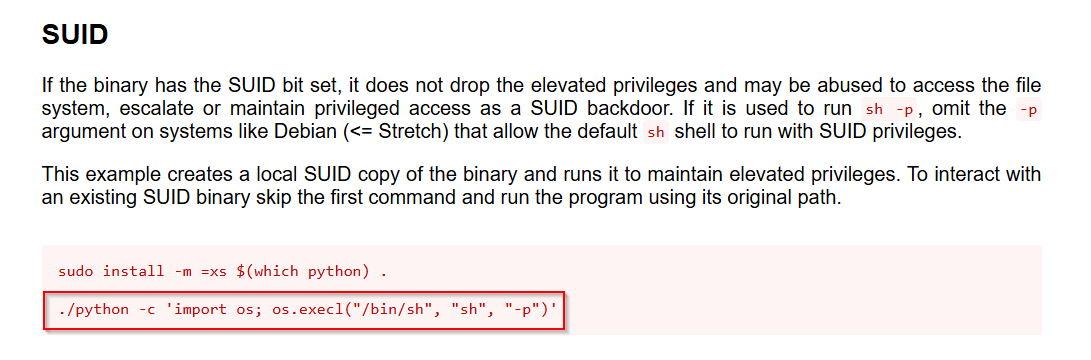 SUID
If the binary has the SUID bit set, it does not drop the elevated privileges and may be abused to access the file
system, escalate or maintain privileged access as a SUID backdoor. If it is used to run sh -p, omit the -p
argument on systems like Debian (<= Stretch) that allow the default sh shell to run with SUID privileges.
This example creates a local SUID copy of the binary and runs it to maintain elevated privileges. To interact with
an existing SUID binary skip the first command and run the program using its original path.
sudo install -m =xs $(which python) .
./python -c 'import os; os.execl("/bin/sh", "sh", "-p")'